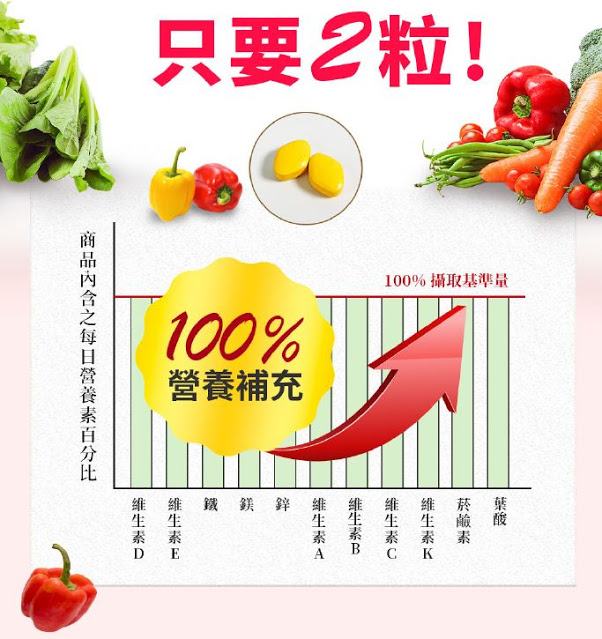 只要2粒！
商品內含之每日營養素百分比
100% 攝取基準量
100%
營養補充
維生素D
維生素E
鐵
鎂
鋅
維生素A
維生素B
維生素C
維生素K
菸鹼素
葉酸